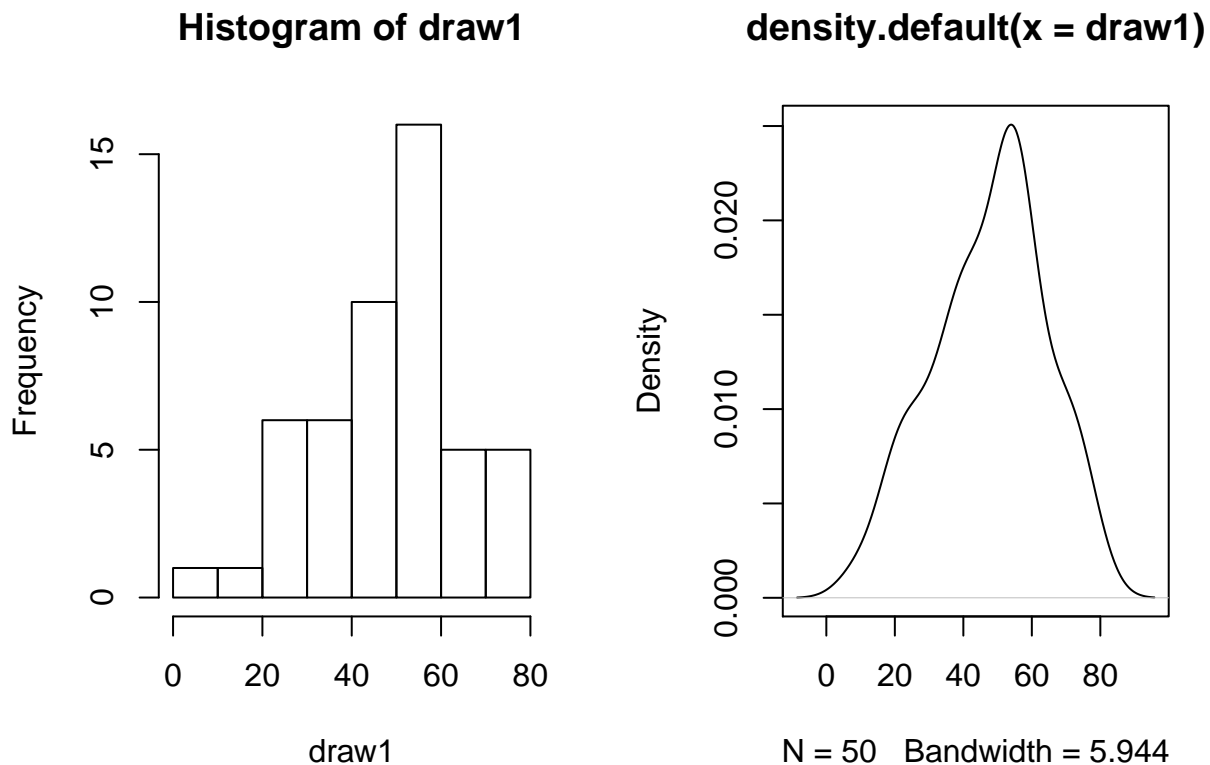 Histogram of draw1
Frequency
15
10
5
0
0 20 40 60 80
draw1
density.default(x = draw1)
Density
0.020
0.010
0.000
0 20 40 60 80
N = 50 Bandwidth = 5.944